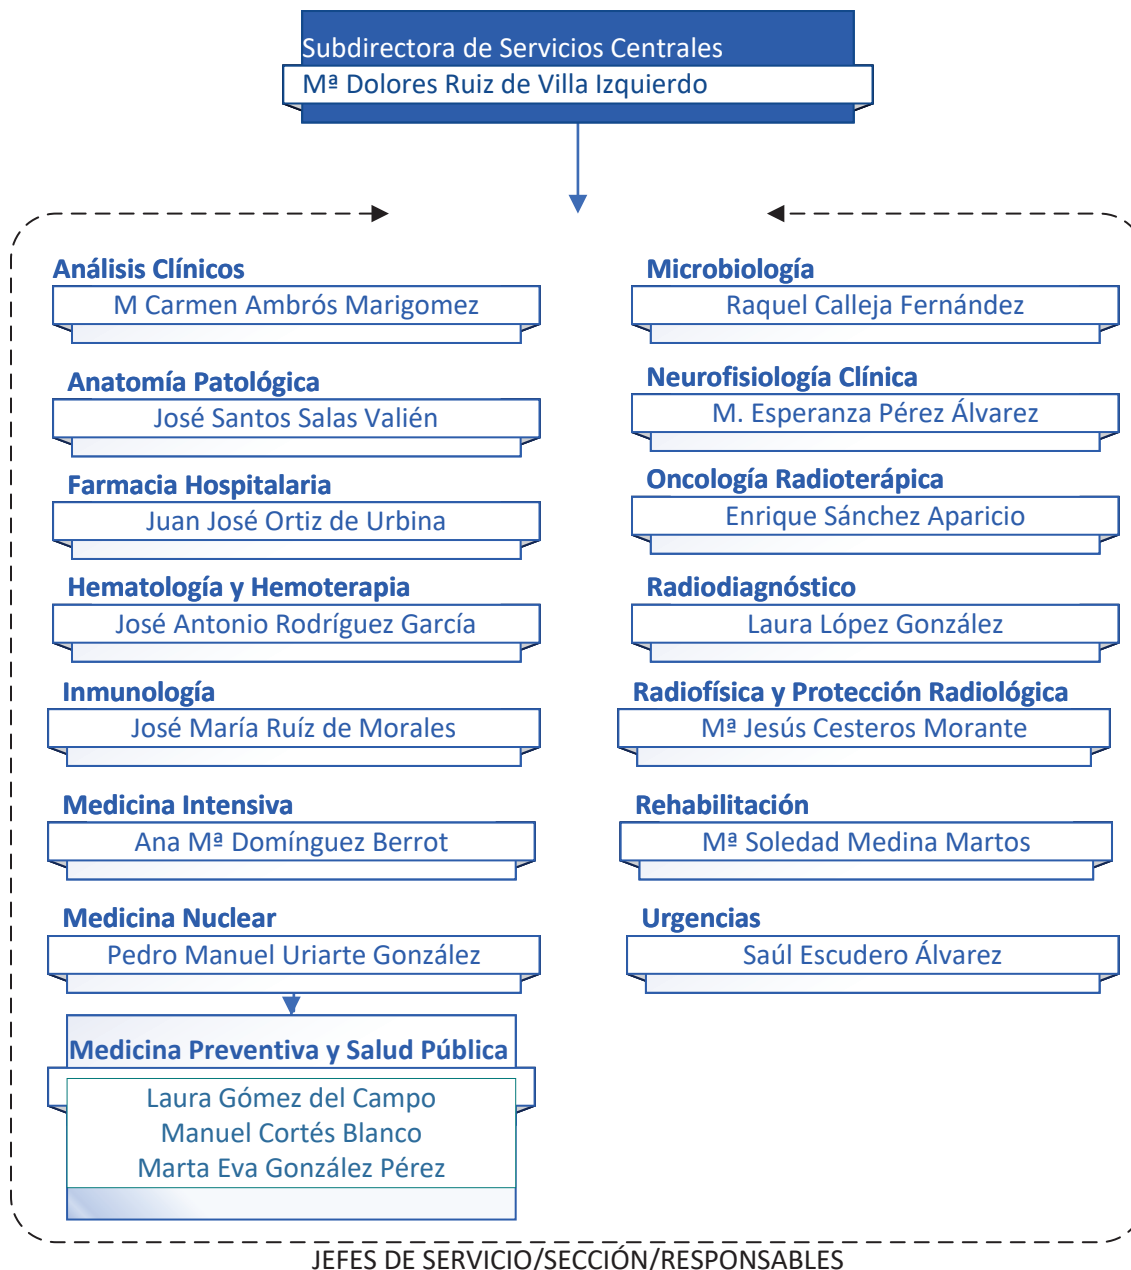 Subdirectora de Servicios Centrales
Mª Dolores Ruiz de Villa Izquierdo
Análisis Clínicos
M Carmen Ambrós Marigomez
Anatomía Patológica
José Santos Salas Valién
Farmacia Hospitalaria
Juan José Ortiz de Urbina
Hematología y Hemoterapia
José Antonio Rodríguez García
Inmunología
José María Ruíz de Morales
Medicina Intensiva
Ana Mª Domínguez Berrot
Medicina Nuclear
Pedro Manuel Uriarte González
Medicina Preventiva y Salud Pública
Laura Gómez del Campo
Manuel Cortés Blanco
Marta Eva González Pérez
Microbiología
Raquel Calleja Fernández
Neurofisiología Clínica
M. Esperanza Pérez Álvarez
Oncología Radioterápica
Enrique Sánchez Aparicio
Radiodiagnóstico
Laura López González
Radiofísica y Protección Radiológica
Mª Jesús Cesteros Morante
Rehabilitación
Mª Soledad Medina Martos
Urgencias
Saúl Escudero Álvarez
JEFES DE SERVICIO/SECCIÓN/RESPONSABLES